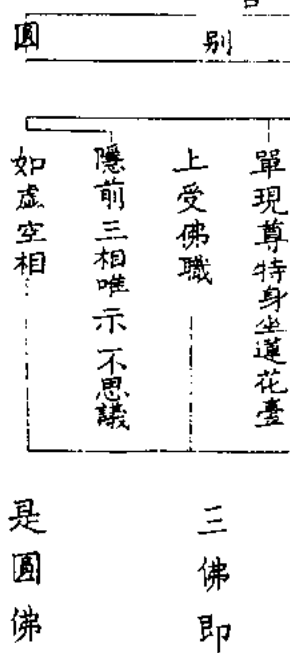 別
圓
單現尊特身坐蓮花臺
上受佛職
隱前三相唯示不思議
如虛空相
三佛即
是圓佛